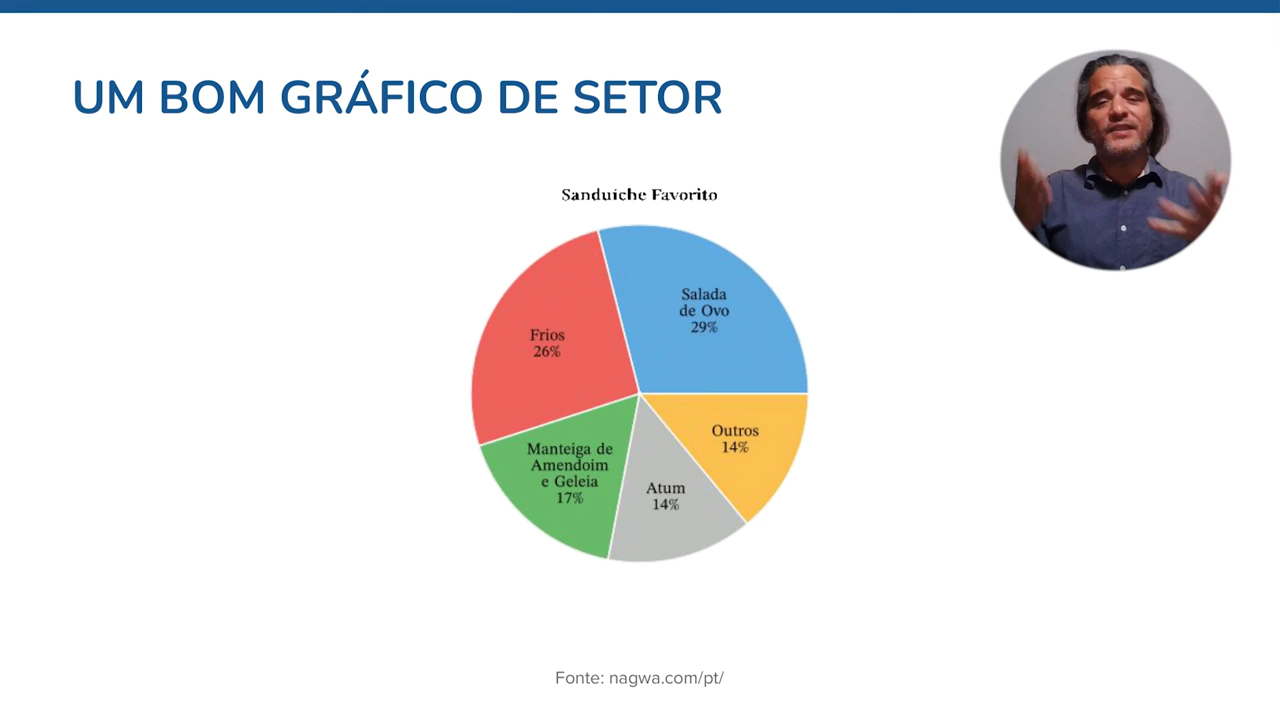 UM BOM GRÁFICO DE SETOR
Sanduíche Favorito
Salada
de Ovo
29%
Frios
26%
Outros
14%
Manteiga de
Amendoim
e Geleia
17%
Atum
14%
Fonte: nagwa.com/pt/